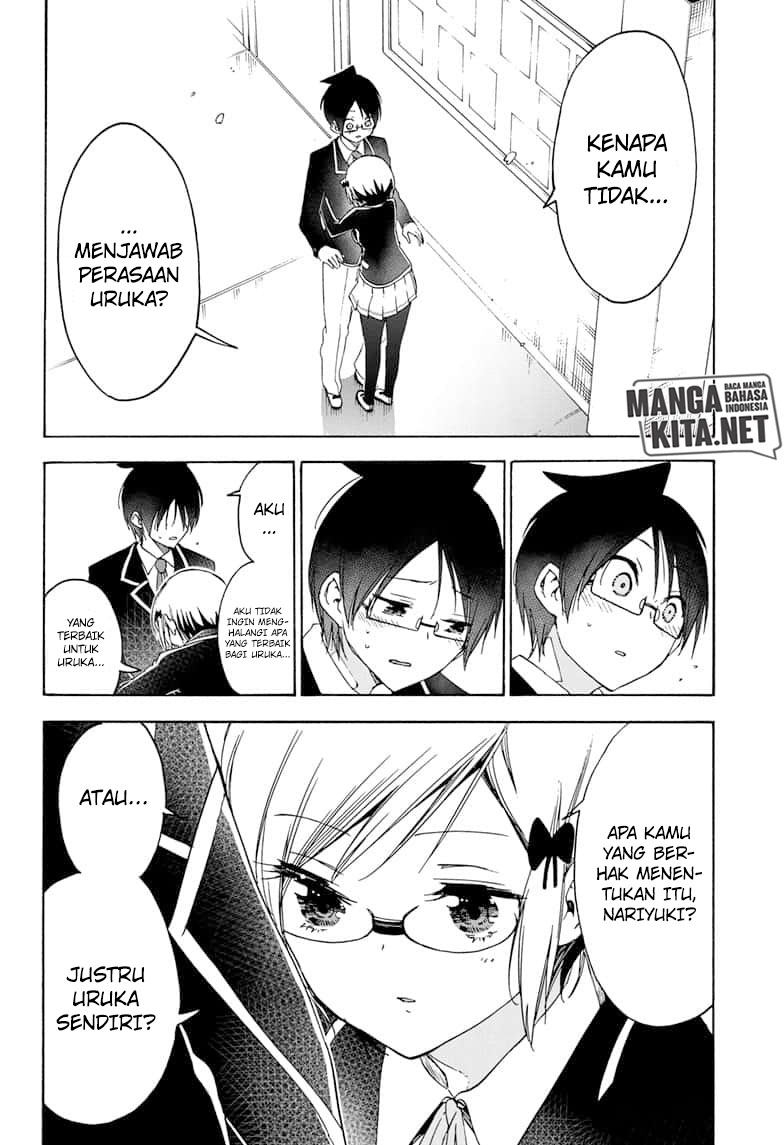 KENAPA
KAMU
TIDAK...
...
MENJAWAB
PERASAAN
URUKA?
MANGA
KITA.NET
BACA MANGA
BAHASA
INDONESIA
AKU
...
AKU TIDAK
INGIN MENG-
HALANGI APA
YANG TERBAIK
BAGI URUKA...
YANG
TERBAIK
UNTUK
URUKA...
APA KAMU
YANG BER-
HAK MENEN-
TUKAN ITU,
NARIYUKI?
ATAU...
JUSTRU
URUKA
SENDIRI?